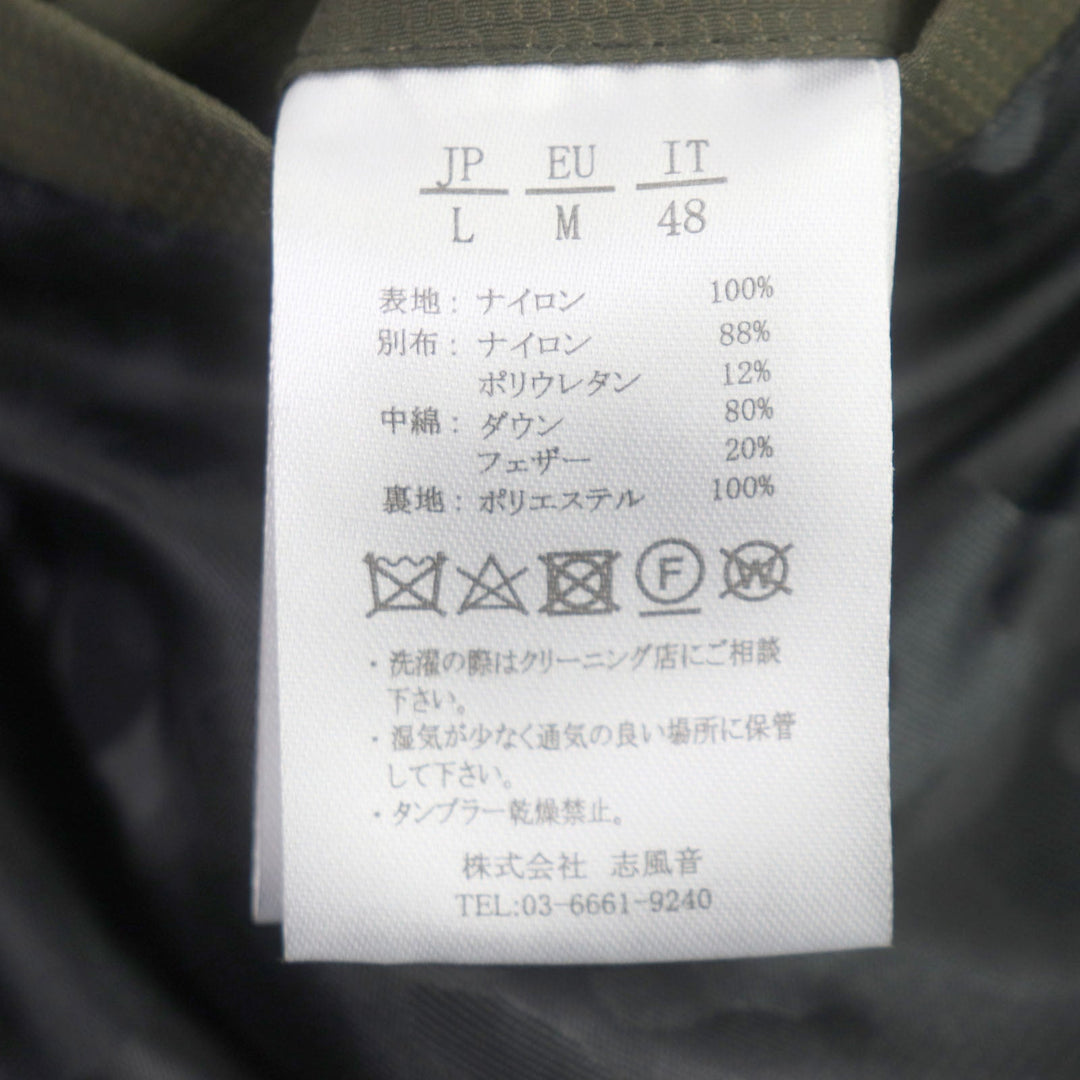 JP EU IT
L M 48
表地: ナイロン 100%
別布: ナイロン 88%
ポリウレタン 12%
中綿: ダウン 80%
フェザー 20%
裏地: ポリエステル 100%
F W
・洗濯の際はクリーニング店にご相談
下さい。
・湿気が少なく通気の良い場所に保管
して下さい。
・タンブラー乾燥禁止。
株式会社 志風音
TEL:03-6661-9240